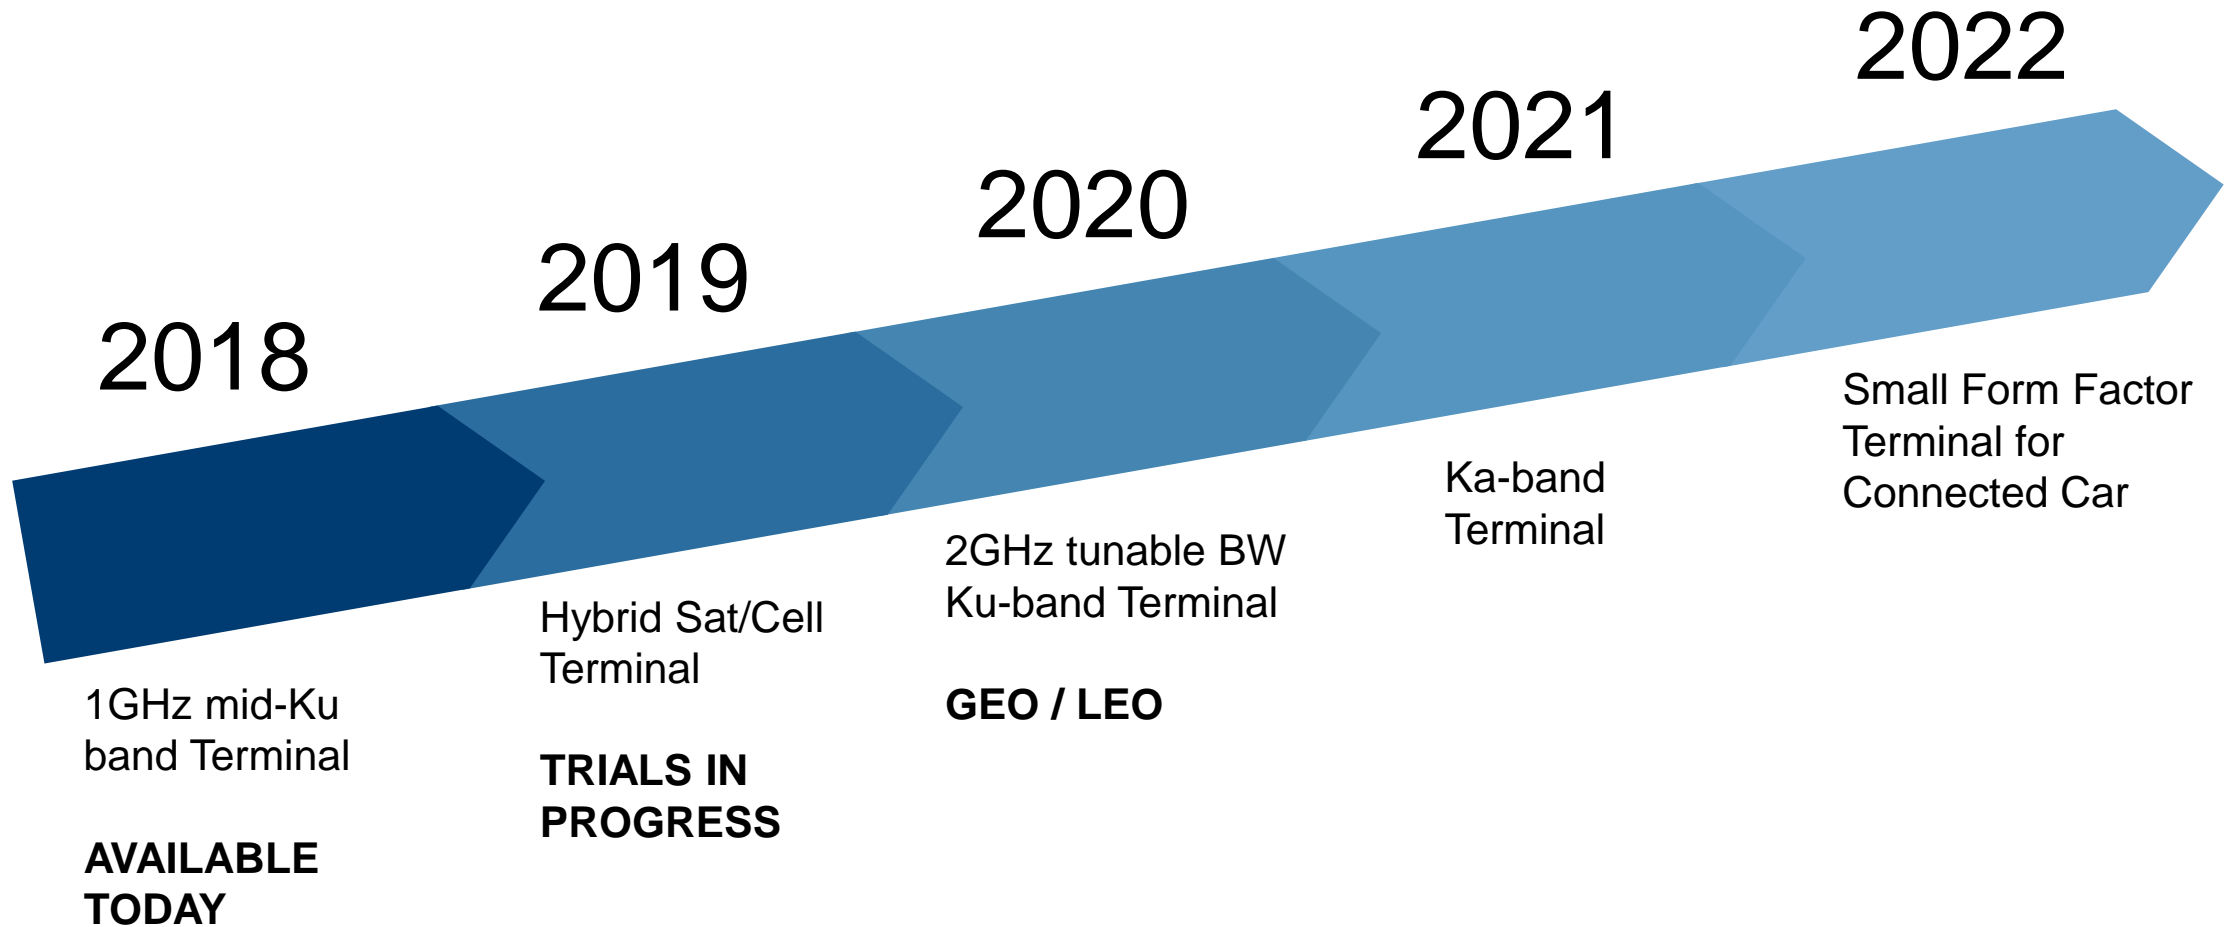 2018
1GHz mid-Ku
band Terminal
AVAILABLE
TODAY
2019
Hybrid Sat/Cell
Terminal
TRIALS IN
PROGRESS
2020
2GHz tunable BW
Ku-band Terminal
GEO / LEO
2021
Ka-band
Terminal
2022
Small Form Factor
Terminal for
Connected Car